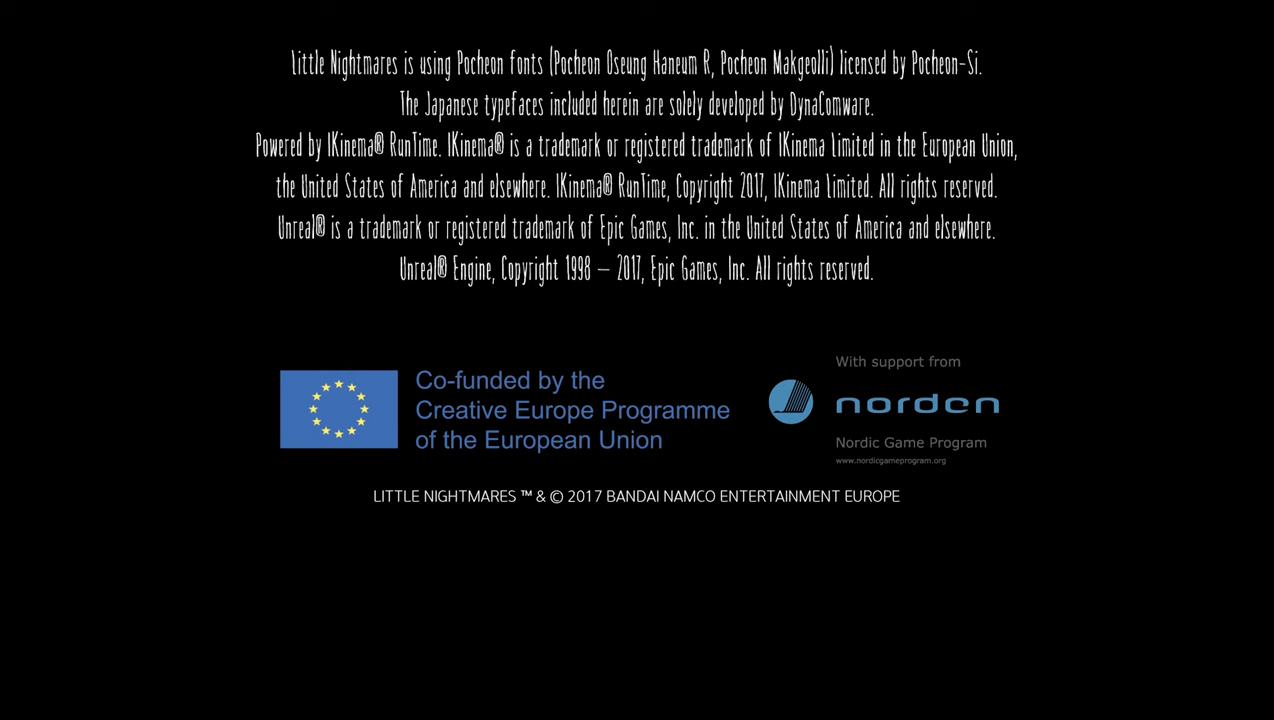 Little Nightmares is using Pocheon fonts (Pocheon Oseung Haneum R, Pocheon Makgeolli) licensed by Pocheon-Si.
The Japanese typefaces included herein are solely developed by DynaComware.
Powered by IKinema® RunTime. IKinema® is a trademark or registered trademark of IKinema Limited in the European Union,
the United States of America and elsewhere. IKinema® RunTime, Copyright 2017, IKinema Limited. All rights reserved.
Unreal® is a trademark or registered trademark of Epic Games, Inc. in the United States of America and elsewhere.
Unreal® Engine, Copyright 1998 – 2017, Epic Games, Inc. All rights reserved.
Co-funded by the
Creative Europe Programme
of the European Union
With support from
norden
Nordic Game Program
www.nordicgameprogram.org
LITTLE NIGHTMARES ™ & © 2017 BANDAI NAMCO ENTERTAINMENT EUROPE